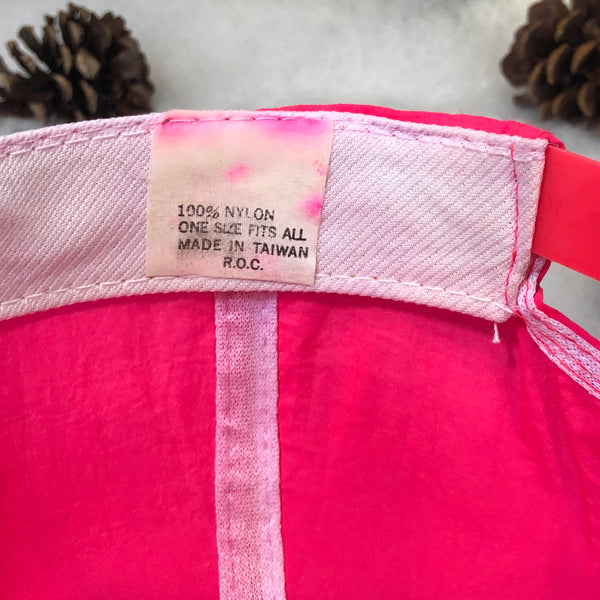 100% NYLON
ONE SIZE FITS ALL
MADE IN TAIWAN
R.O.C.